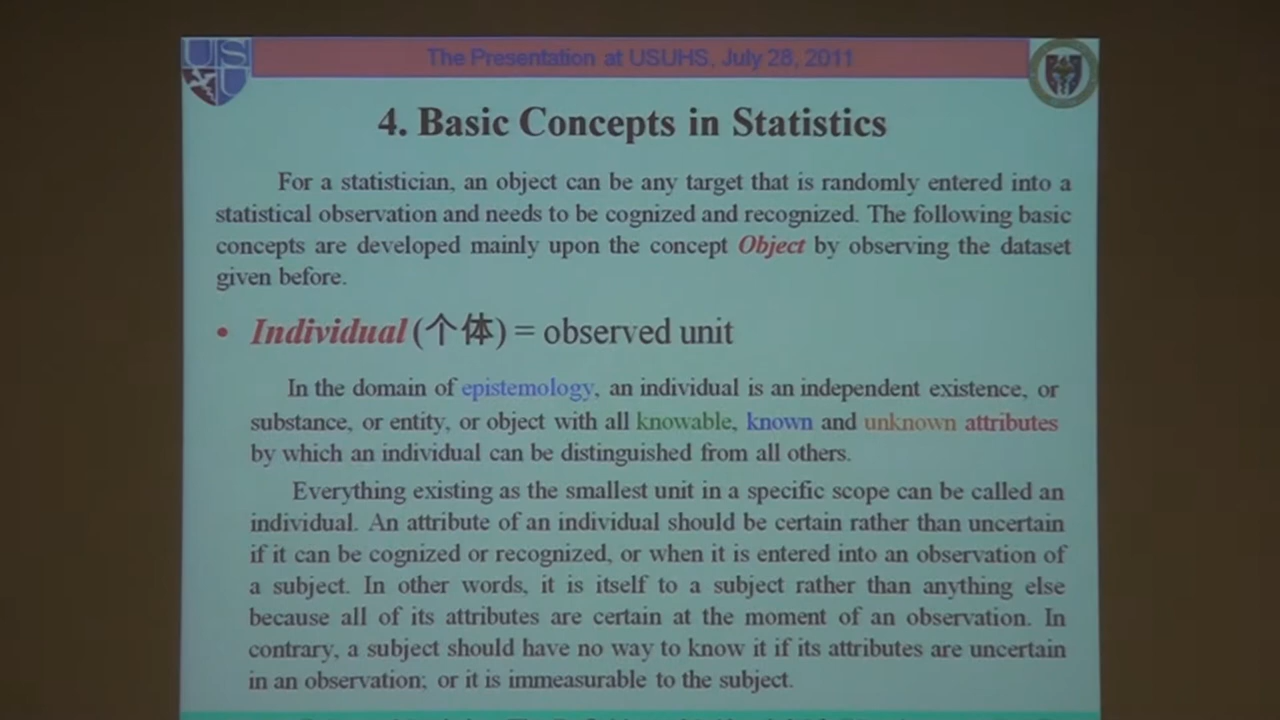 The Presentation at USUHS, July 28, 2011
USU
4. Basic Concepts in Statistics
For a statistician, an object can be any target that is randomly entered into a
statistical observation and needs to be cognized and recognized. The following basic
concepts are developed mainly upon the concept Object by observing the dataset
given before.
• Individual (个体) = observed unit
In the domain of epistemology, an individual is an independent existence, or
substance, or entity, or object with all knowable, known and unknown attributes
by which an individual can be distinguished from all others.
Everything existing as the smallest unit in a specific scope can be called an
individual. An attribute of an individual should be certain rather than uncertain
if it can be cognized or recognized, or when it is entered into an observation of
a subject. In other words, it is itself to a subject rather than anything else
because all of its attributes are certain at the moment of an observation. In
contrary, a subject should have no way to know it if its attributes are uncertain
in an observation; or it is immeasurable to the subject.